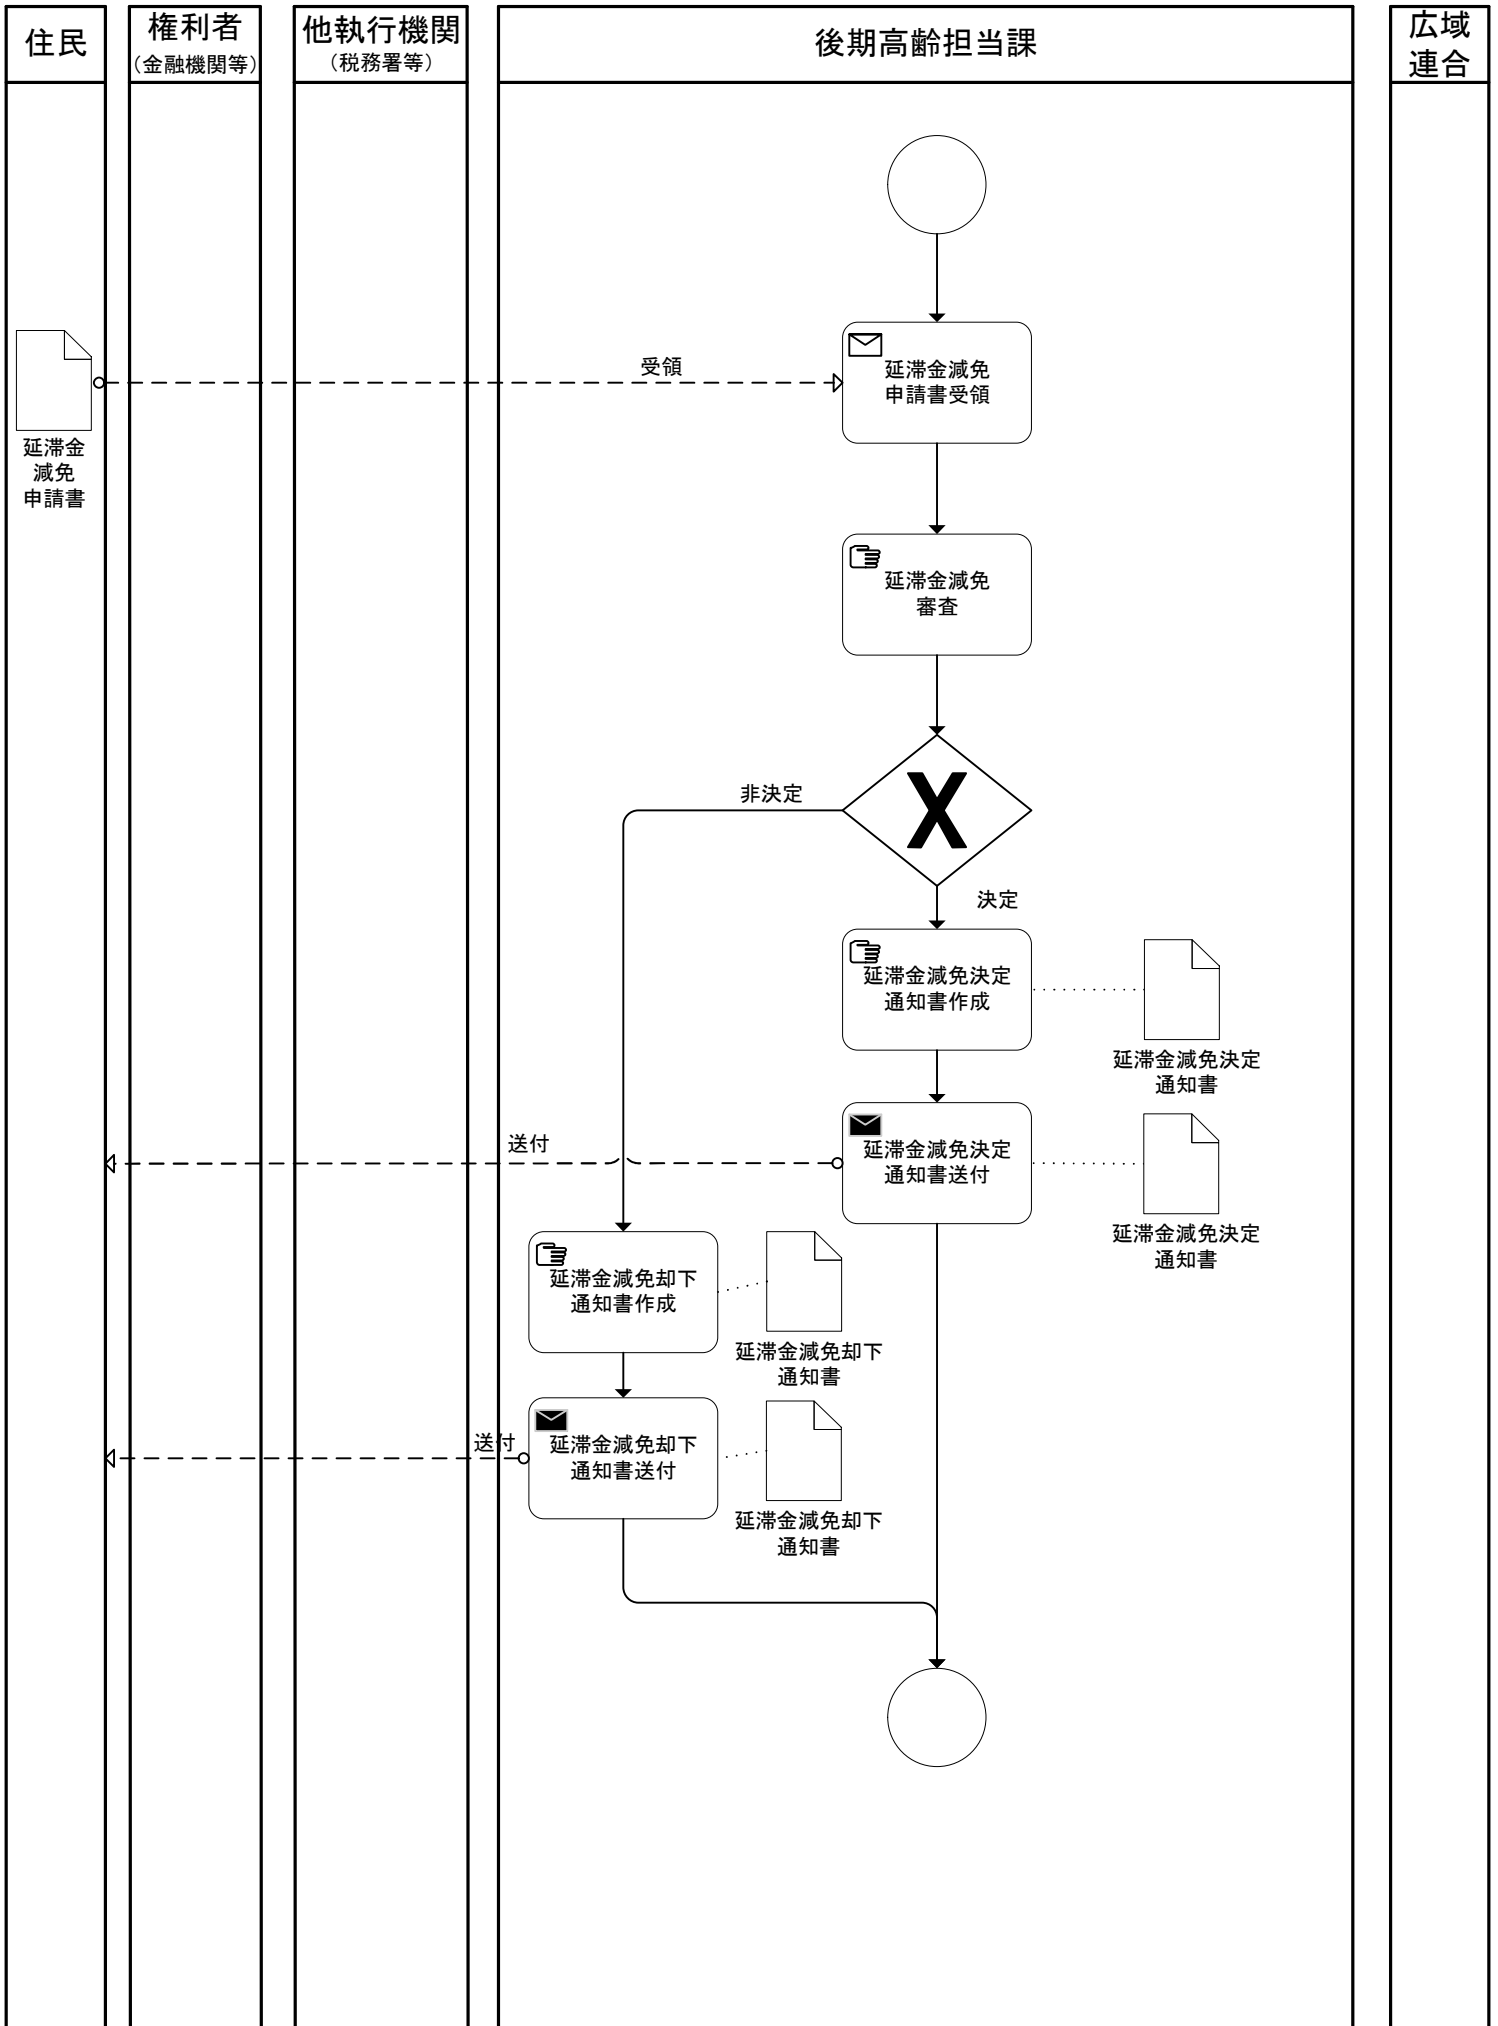 住民
権利者
（金融機関等）
他執行機関
（税務署等）
後期高齢担当課
広域
連合
受領
延滞金減免
申請書受領
延滞金
減免
申請書
延滞金減免
審査
非決定
X
決定
延滞金減免決定
通知書作成
延滞金減免決定
通知書
送付
延滞金減免決定
通知書送付
延滞金減免決定
通知書
延滞金減免却下
通知書作成
延滞金減免却下
通知書
送付
延滞金減免却下
通知書送付
延滞金減免却下
通知書